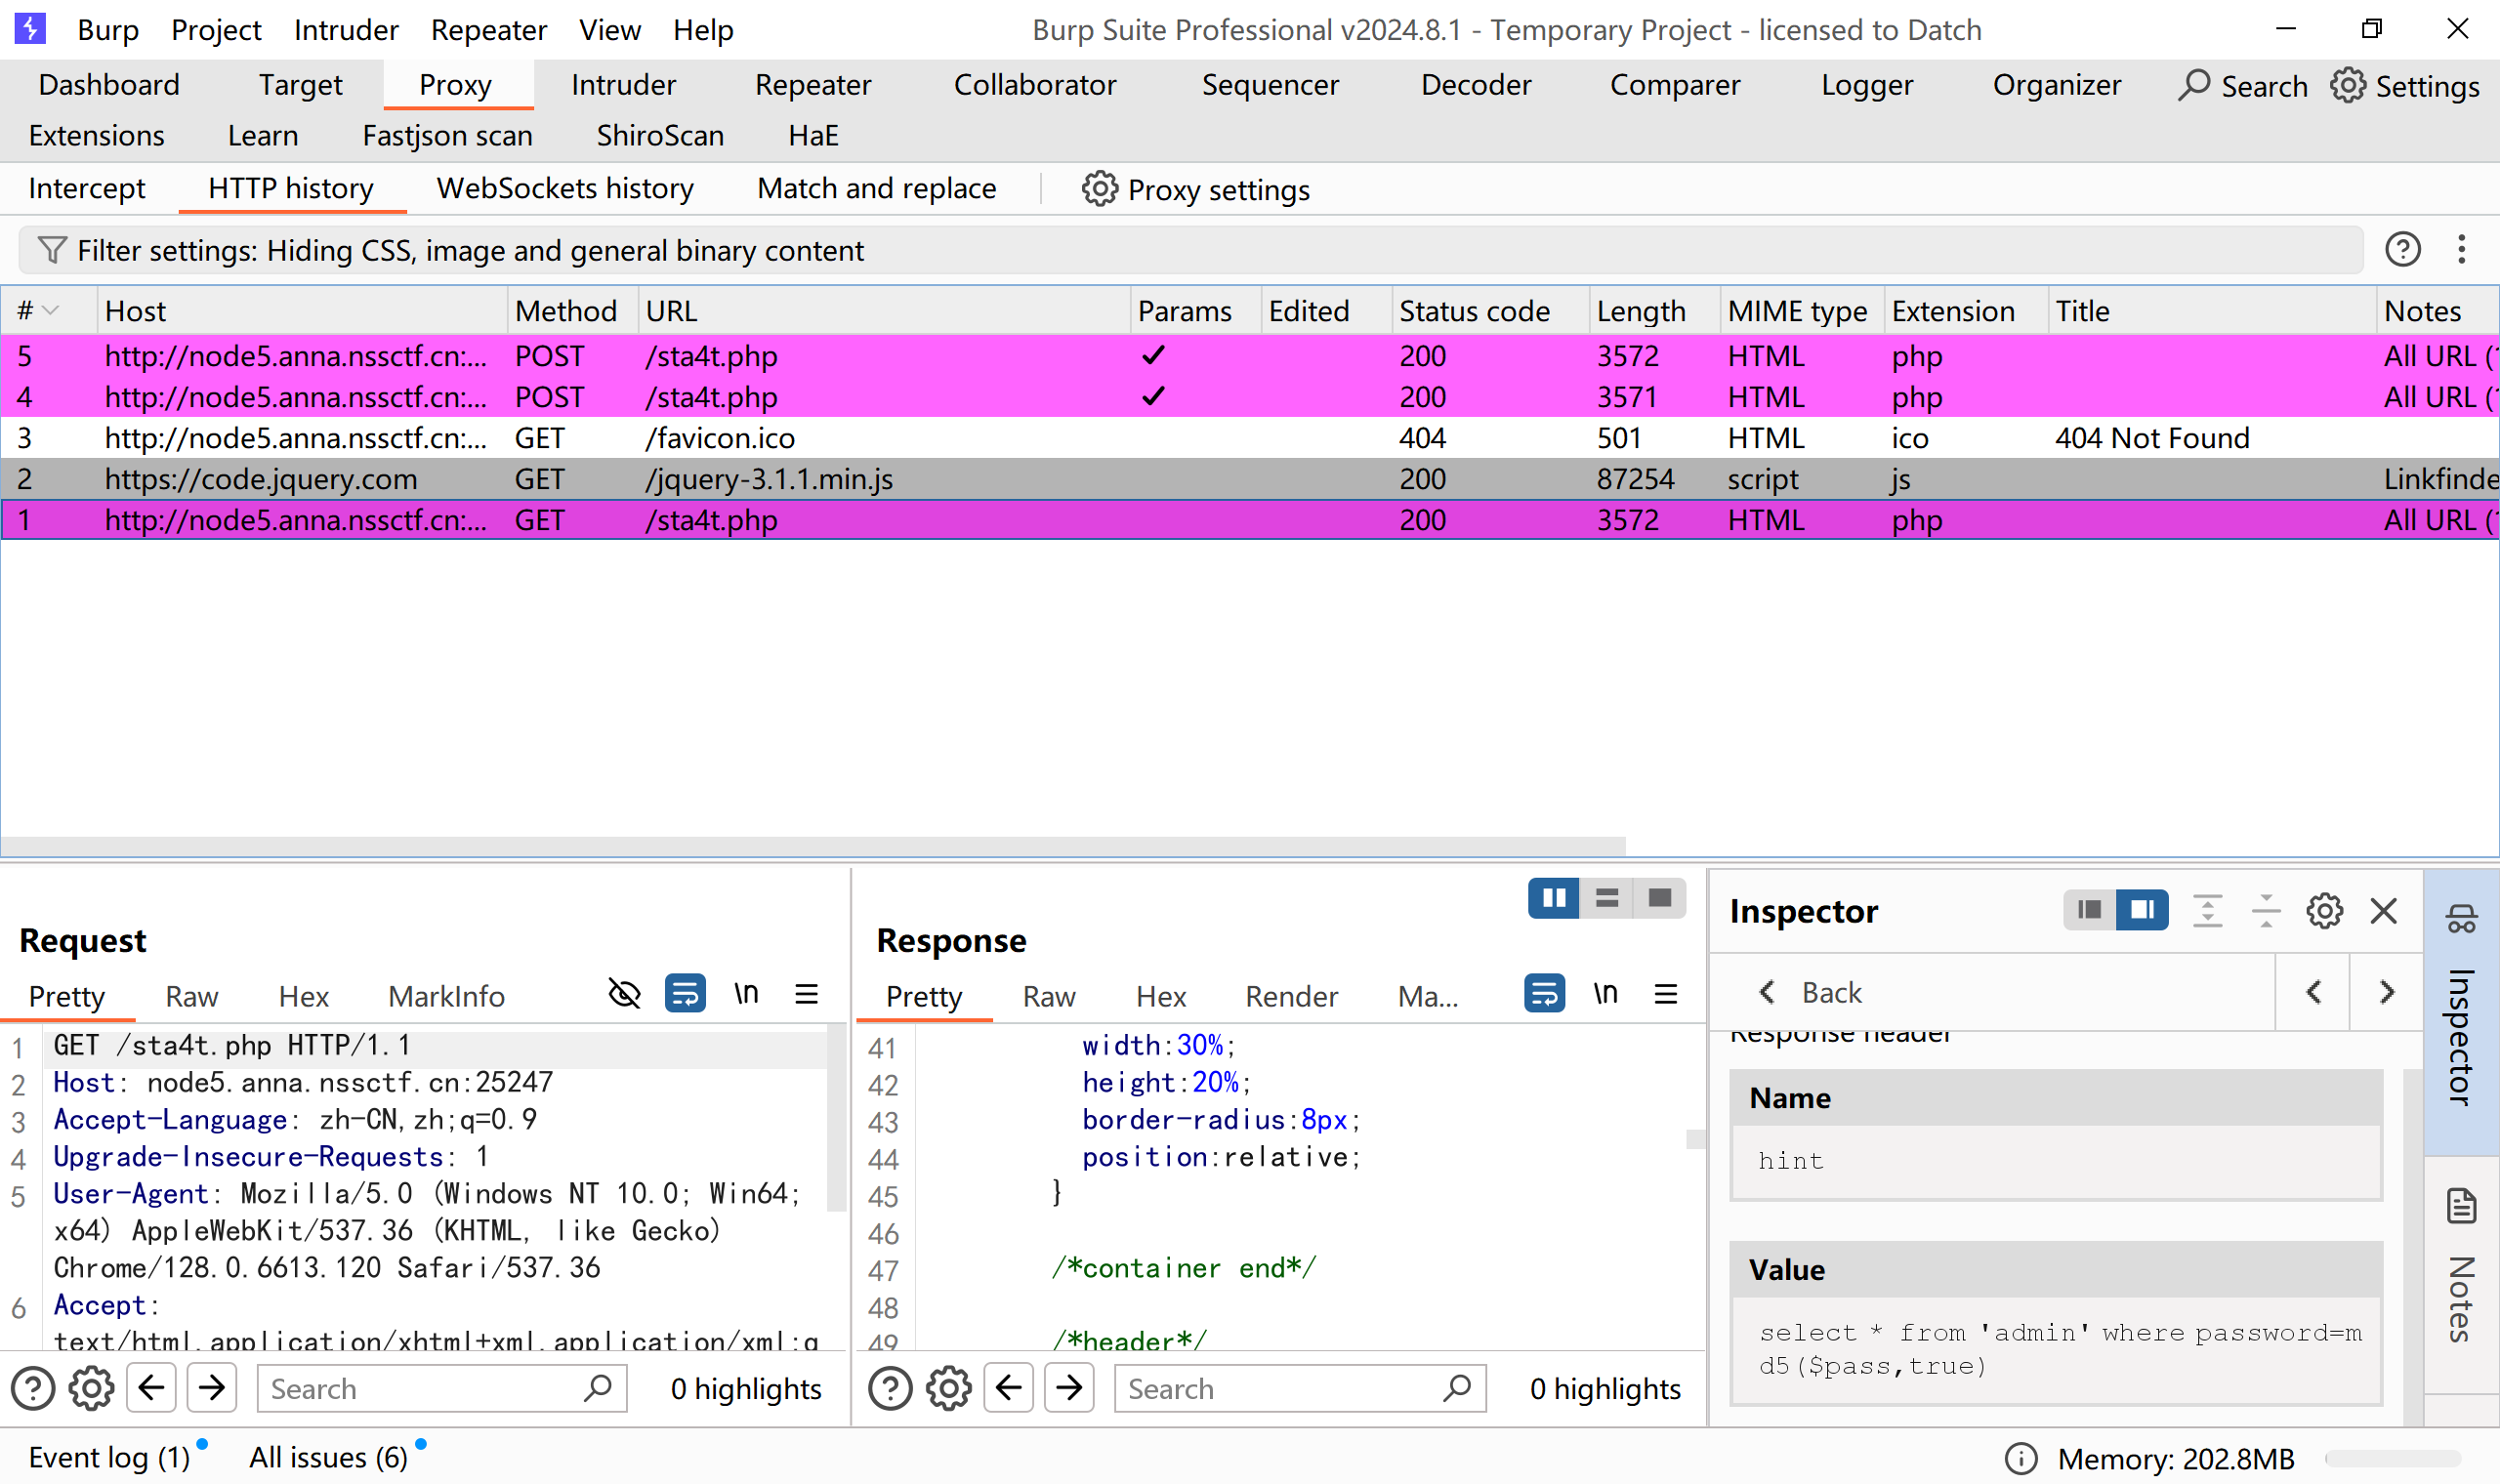 Burp Project Intruder Repeater View Help Burp Suite Professional v2024.8.1 - Temporary Project - licensed to Datch
Dashboard Target Proxy Intruder Repeater Collaborator Sequencer Decoder Comparer Logger Organizer Search Settings
Extensions Learn Fastjson scan ShiroScan HaE
Intercept HTTP history WebSockets history Match and replace Proxy settings
Filter settings: Hiding CSS, image and general binary content
# Host Method URL Params Edited Status code Length MIME type Extension Title Notes
5 http://node5.anna.nssctf.cn:... POST /sta4t.php ✓ 200 3572 HTML php All URL (
4 http://node5.anna.nssctf.cn:... POST /sta4t.php ✓ 200 3571 HTML php All URL (
3 http://node5.anna.nssctf.cn:... GET /favicon.ico 404 501 HTML ico 404 Not Found
2 https://code.jquery.com GET /jquery-3.1.1.min.js 200 87254 script js Linkfinde
1 http://node5.anna.nssctf.cn:... GET /sta4t.php 200 3572 HTML php All URL (
Request
Pretty Raw Hex MarkInfo \n
1 GET /sta4t.php HTTP/1.1
2 Host: node5.anna.nssctf.cn:25247
3 Accept-Language: zh-CN,zh;q=0.9
4 Upgrade-Insecure-Requests: 1
5 User-Agent: Mozilla/5.0 (Windows NT 10.0; Win64;
x64) AppleWebKit/537.36 (KHTML, like Gecko)
Chrome/128.0.6613.120 Safari/537.36
6 Accept:
text/html,application/xhtml+xml,application/xml;q
Search 0 highlights
Response
Pretty Raw Hex Render Ma... \n
41 width:30%;
42 height:20%;
43 border-radius:8px;
44 position:relative;
45 }
46
47 /*container end*/
48
49 /*header*/
Search 0 highlights
Inspector
Back
Response header
Name
hint
Value
select * from 'admin' where password=m
d5($pass,true)
Inspector
Notes
Event log (1) All issues (6) Memory: 202.8MB